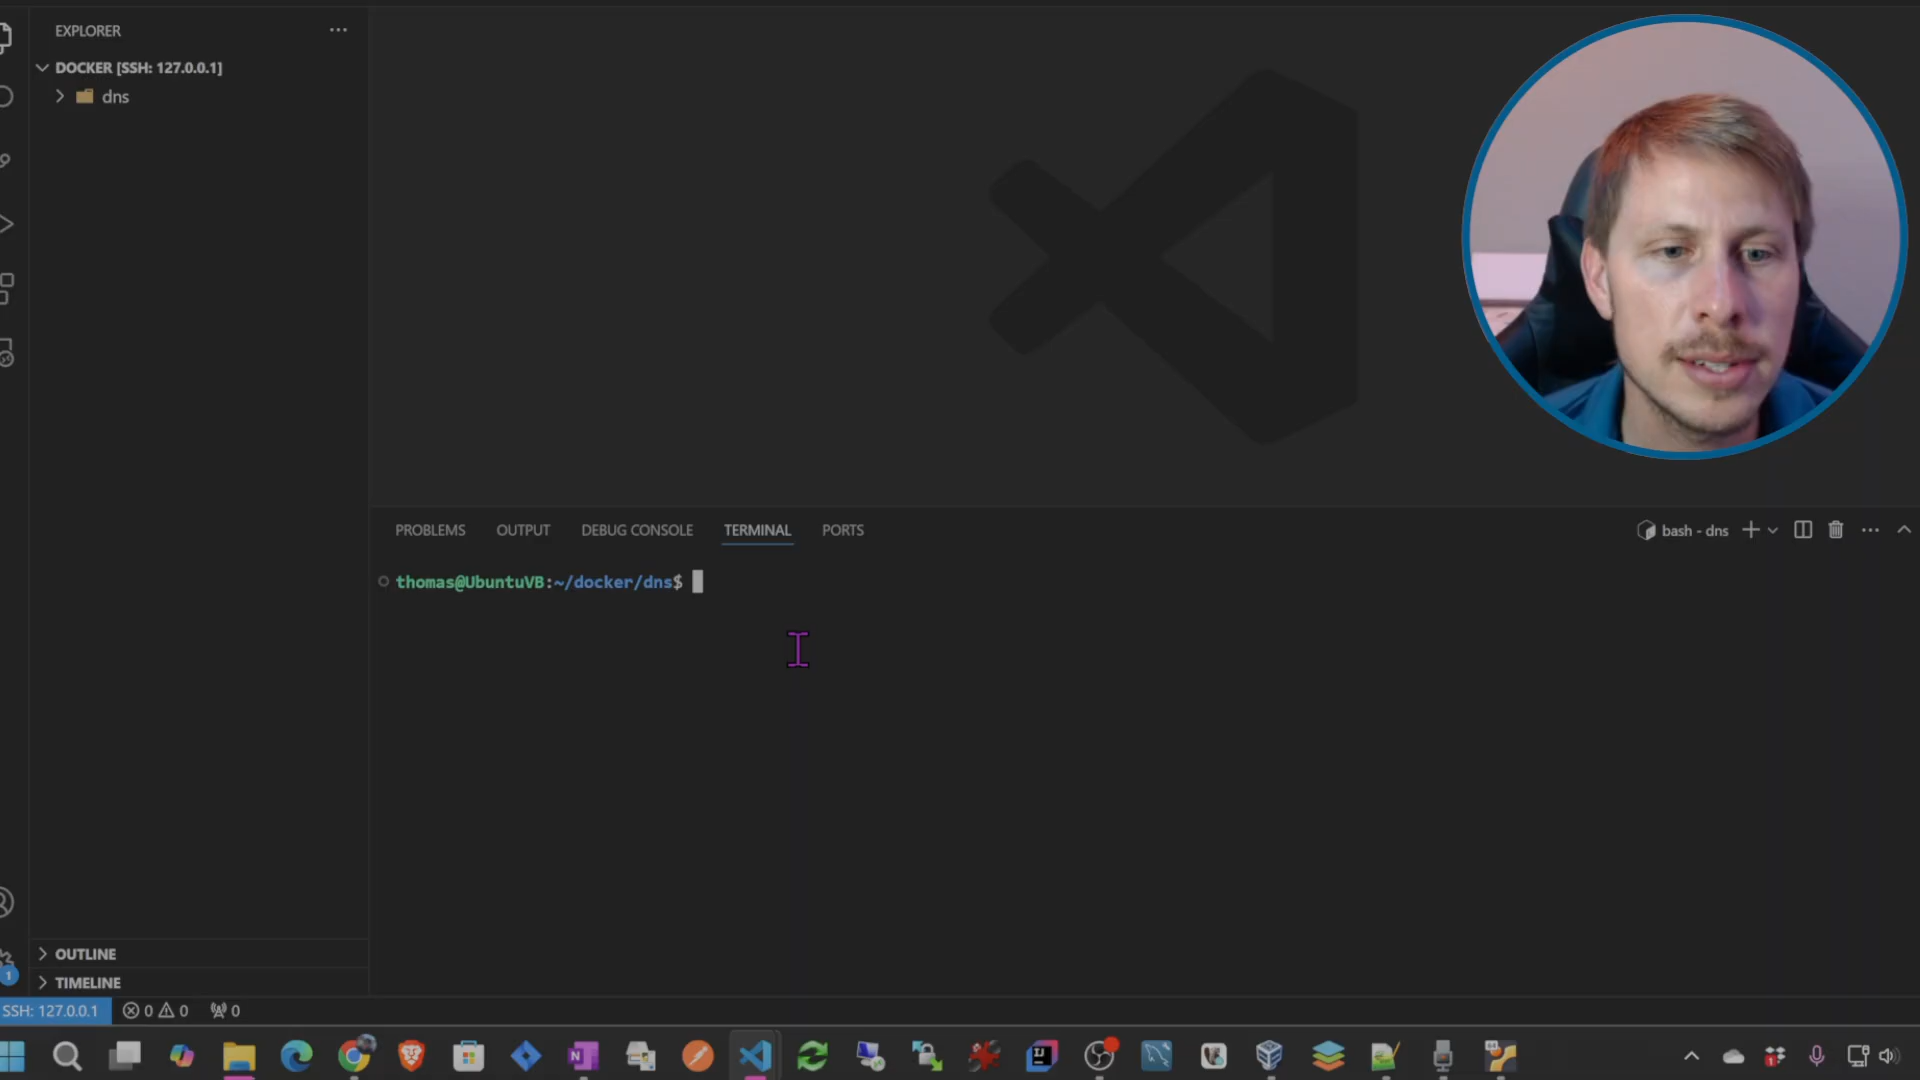 EXPLORER
DOCKER [SSH: 127.0.0.1]
dns
PROBLEMS OUTPUT DEBUG CONSOLE TERMINAL PORTS
bash - dns
thomas@UbuntuVB:~/docker/dns$
OUTLINE
TIMELINE
1
SSH: 127.0.0.1 0 0 0